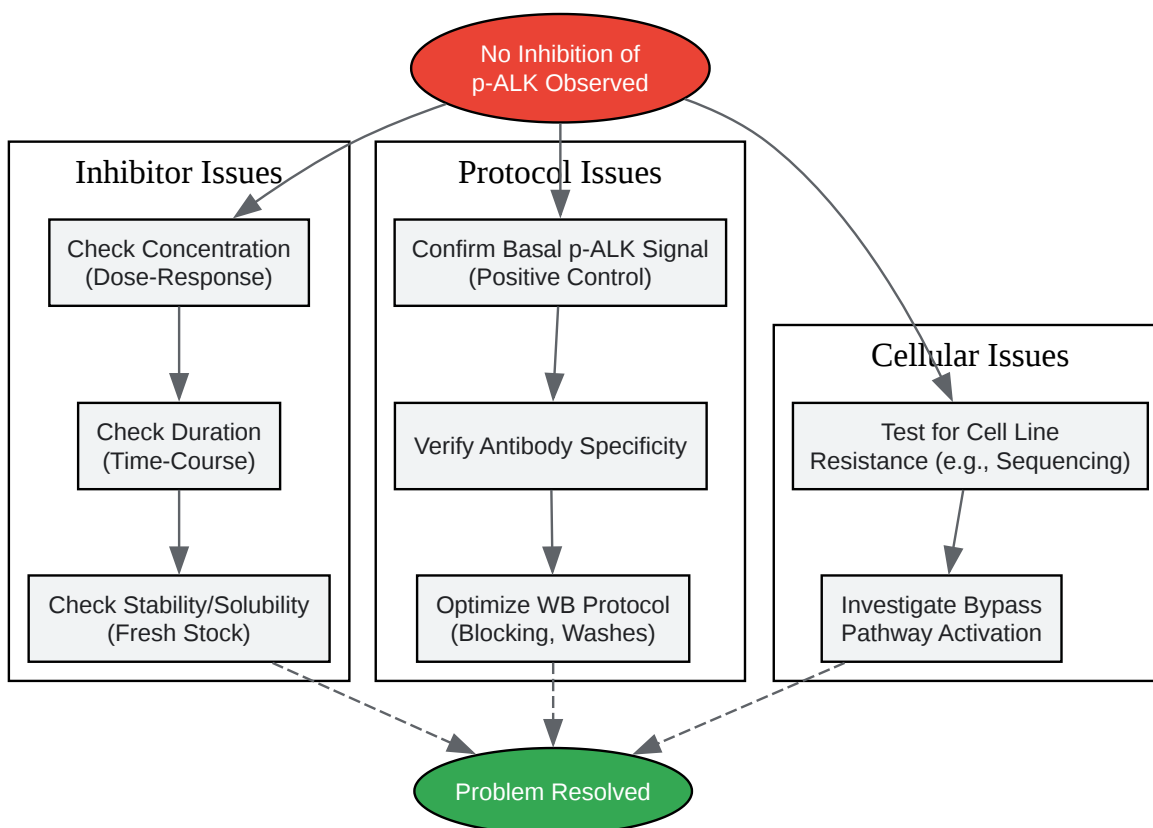 No Inhibition of
p-ALK Observed
Inhibitor Issues
Check Concentration
(Dose-Response)
Check Duration
(Time-Course)
Check Stability/Solubility
(Fresh Stock)
Protocol Issues
Confirm Basal p-ALK Signal
(Positive Control)
Verify Antibody Specificity
Optimize WB Protocol
(Blocking, Washes)
Cellular Issues
Test for Cell Line
Resistance (e.g., Sequencing)
Investigate Bypass
Pathway Activation
Problem Resolved